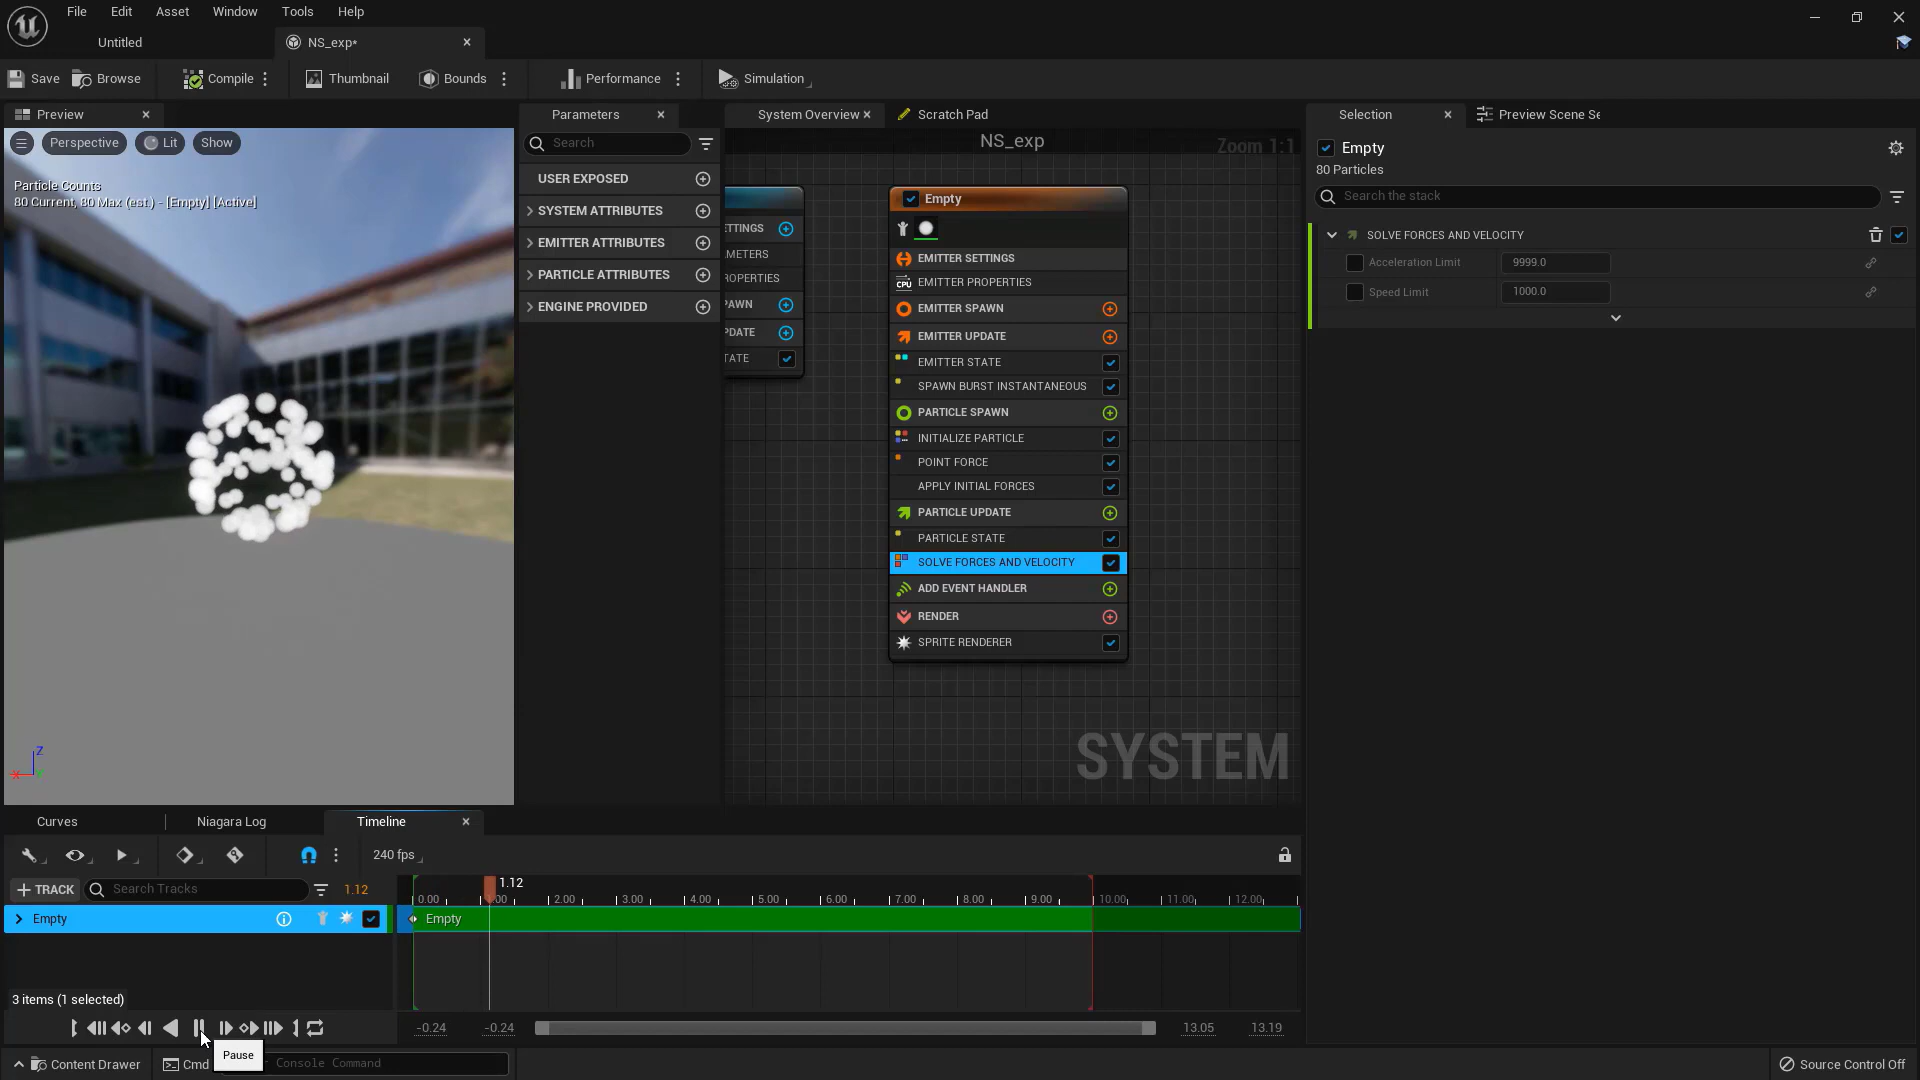 File Edit Asset Window Tools Help
Untitled
NS_exp*
Save
Browse
Compile
Thumbnail
Bounds
Performance
Simulation
Preview
Parameters
System Overview
Scratch Pad
Selection
Preview Scene Se
Perspective
Lit
Show
Particle Counts
80 Current, 80 Max (est.) - [Empty] [Active]
Z
X
Search
USER EXPOSED
SYSTEM ATTRIBUTES
EMITTER ATTRIBUTES
PARTICLE ATTRIBUTES
ENGINE PROVIDED
NS_exp
Zoom 1:1
TTINGS
METERS
ROPERTIES
AWN
PDATE
TATE
Empty
EMITTER SETTINGS
CPU EMITTER PROPERTIES
EMITTER SPAWN
EMITTER UPDATE
EMITTER STATE
SPAWN BURST INSTANTANEOUS
PARTICLE SPAWN
INITIALIZE PARTICLE
POINT FORCE
APPLY INITIAL FORCES
PARTICLE UPDATE
PARTICLE STATE
SOLVE FORCES AND VELOCITY
ADD EVENT HANDLER
RENDER
SPRITE RENDERER
SYSTEM
Empty
80 Particles
Search the stack
SOLVE FORCES AND VELOCITY
Acceleration Limit 9999.0
Speed Limit 1000.0
Curves
Niagara Log
Timeline
240 fps
TRACK
Search Tracks
1.12
1.12
0.00 2.00 3.00 4.00 5.00 6.00 7.00 8.00 9.00 10.00 11.00 12.00
Empty
Empty
3 items (1 selected)
-0.24 -0.24 13.05 13.19
Pause
Content Drawer
Cmd
Console Command
Source Control Off